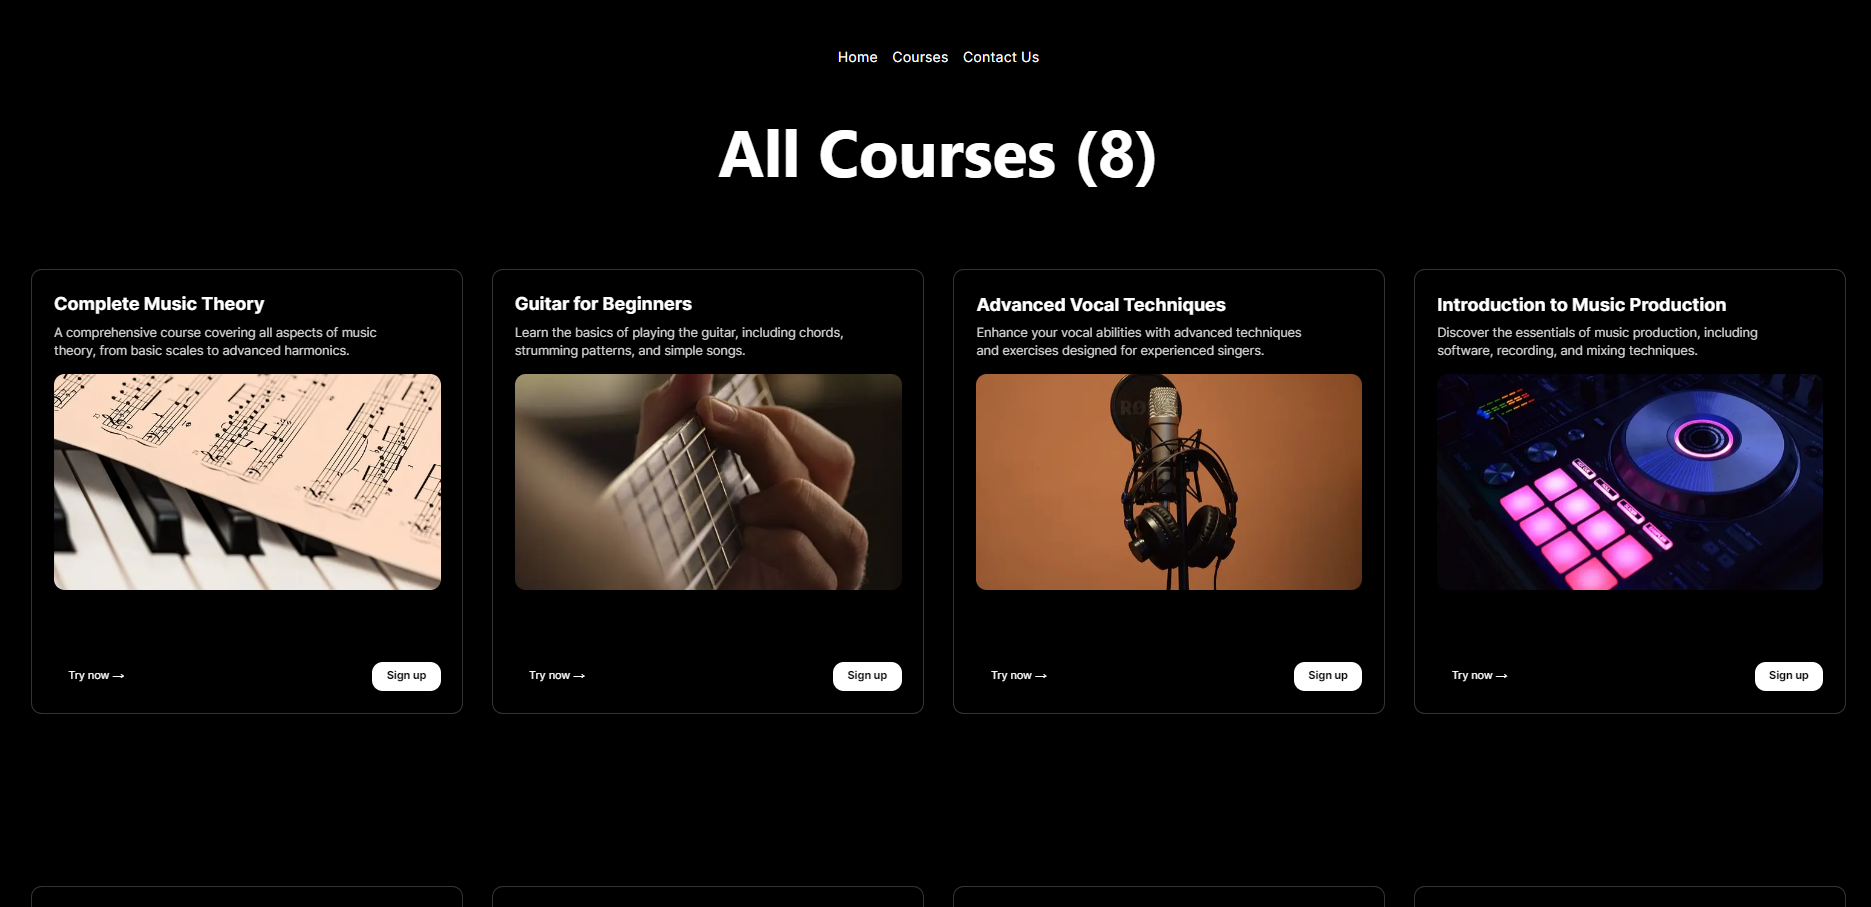 Home Courses Contact Us
All Courses (8)
Complete Music Theory
A comprehensive course covering all aspects of music
theory, from basic scales to advanced harmonics.
Try now →
Sign up
Guitar for Beginners
Learn the basics of playing the guitar, including chords,
strumming patterns, and simple songs.
Try now →
Sign up
Advanced Vocal Techniques
Enhance your vocal abilities with advanced techniques
and exercises designed for experienced singers.
Try now →
Sign up
Introduction to Music Production
Discover the essentials of music production, including
software, recording, and mixing techniques.
Try now →
Sign up